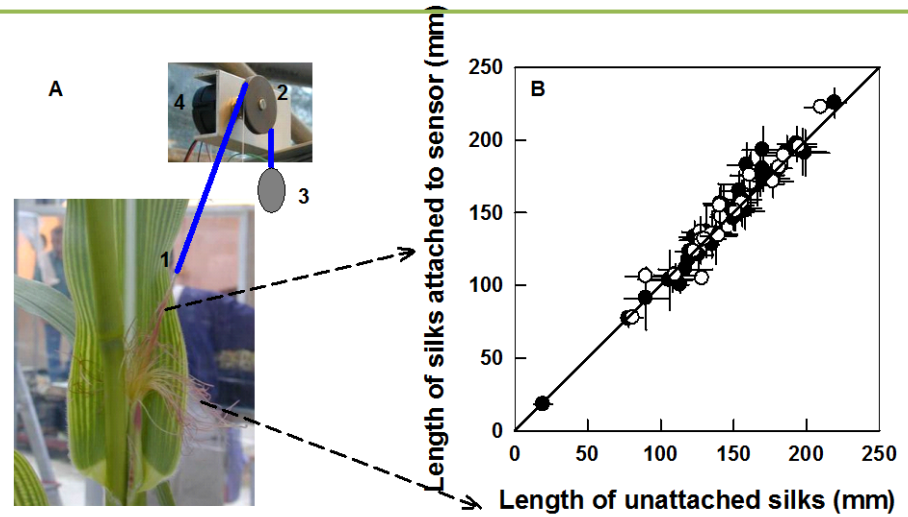 A
4
2
3
1
Length of silks attached to sensor (mm)
B
250
200
150
100
50
0
0 50 100 150 200 250
Length of unattached silks (mm)